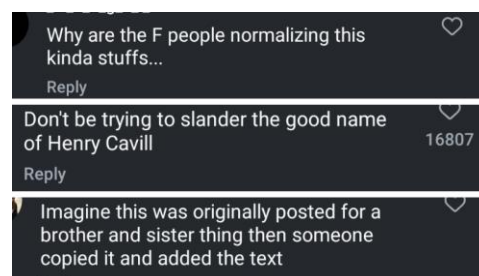 Why are the F people normalizing this
kinda stuffs...
Reply
Don't be trying to slander the good name
of Henry Cavill
16807
Reply
Imagine this was originally posted for a
brother and sister thing then someone
copied it and added the text